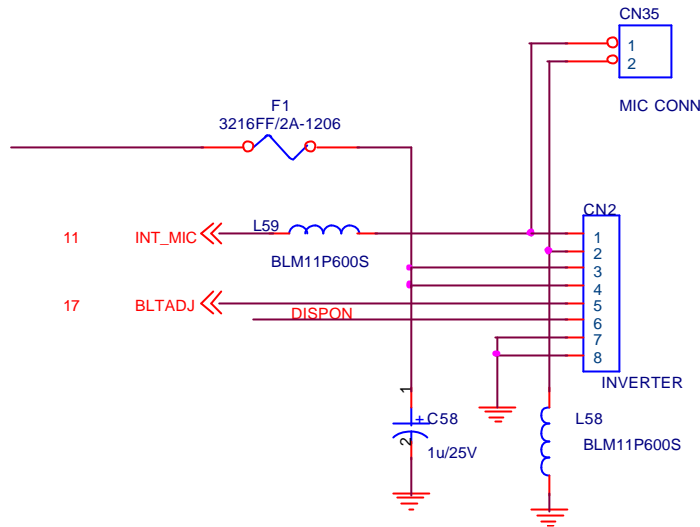 CN35
1
2
MIC CONN
F1
3216FF/2A-1206
CN2
11 INT_MIC L59
BLM11P600S
1
2
3
4
5
6
7
8
17 BLTADJ
DISPON
INVERTER
1
+C58
2
1u/25V
L58
BLM11P600S